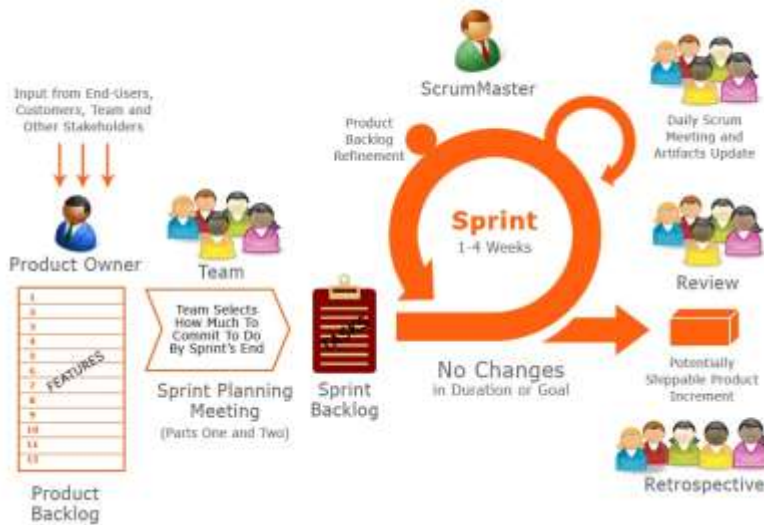 Input from End-Users,
Customers, Team and
Other Stakeholders
Product Owner
1
2
3
4
5
6
7
8
9
10
11
12
FEATURES
Product
Backlog
Team
Team Selects
How Much To
Commit To Do
By Sprint's End
Sprint Planning
Meeting
(Parts One and Two)
TASKS
Sprint
Backlog
ScrumMaster
Product
Backlog
Refinement
Sprint
1-4 Weeks
No Changes
in Duration or Goal
Daily Scrum
Meeting and
Artifacts Update
Review
Potentially
Shippable Product
Increment
Retrospective